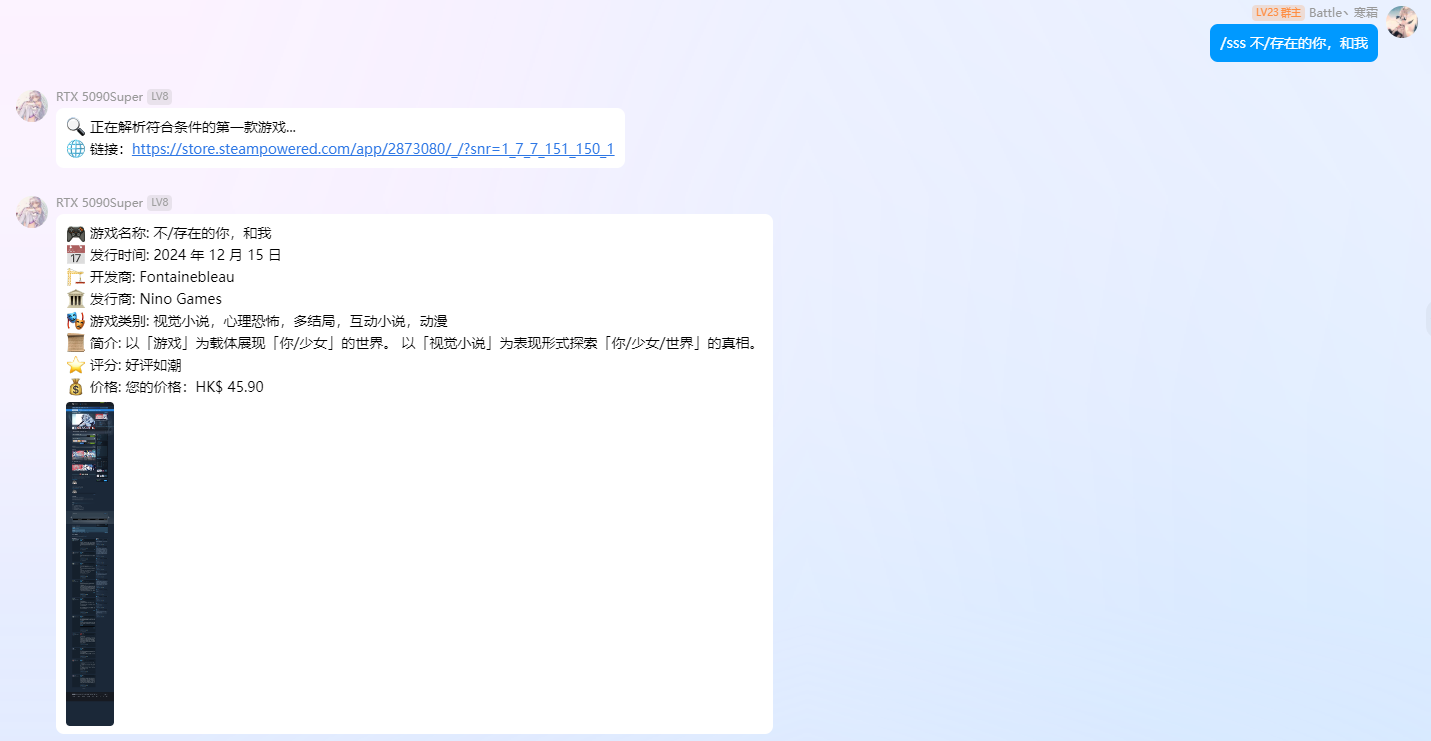 LV23 群主 Battle丶寒霜
/sss 不/存在的你，和我
RTX 5090Super LV8
正在解析符合条件的第一款游戏...
链接：https://store.steampowered.com/app/2873080/_/?snr=1_7_7_151_150_1
RTX 5090Super LV8
游戏名称: 不/存在的你，和我
17 发行时间: 2024 年 12 月 15 日
开发商: Fontainebleau
发行商: Nino Games
游戏类别: 视觉小说，心理恐怖，多结局，互动小说，动漫
简介: 以「游戏」为载体展现「你/少女」的世界。 以「视觉小说」为表现形式探索「你/少女/世界」的真相。
评分: 好评如潮
价格: 您的价格：HK$ 45.90